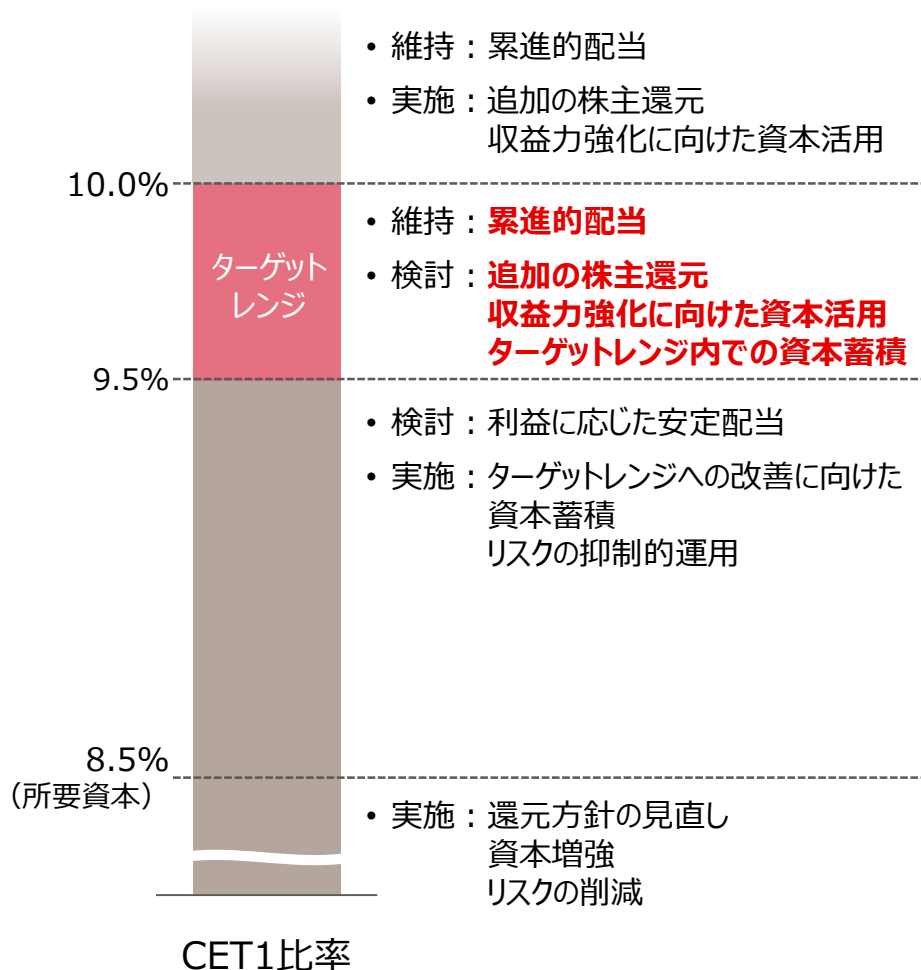 • 維持：累進的配当
• 実施：追加の株主還元
収益力強化に向けた資本活用
10.0%
• 維持：累進的配当
ターゲット
レンジ
• 検討：追加の株主還元
収益力強化に向けた資本活用
ターゲットレンジ内での資本蓄積
9.5%
• 検討：利益に応じた安定配当
• 実施：ターゲットレンジへの改善に向けた
資本蓄積
リスクの抑制的運用
8.5%
（所要資本）
• 実施：還元方針の見直し
資本増強
リスクの削減
CET1比率